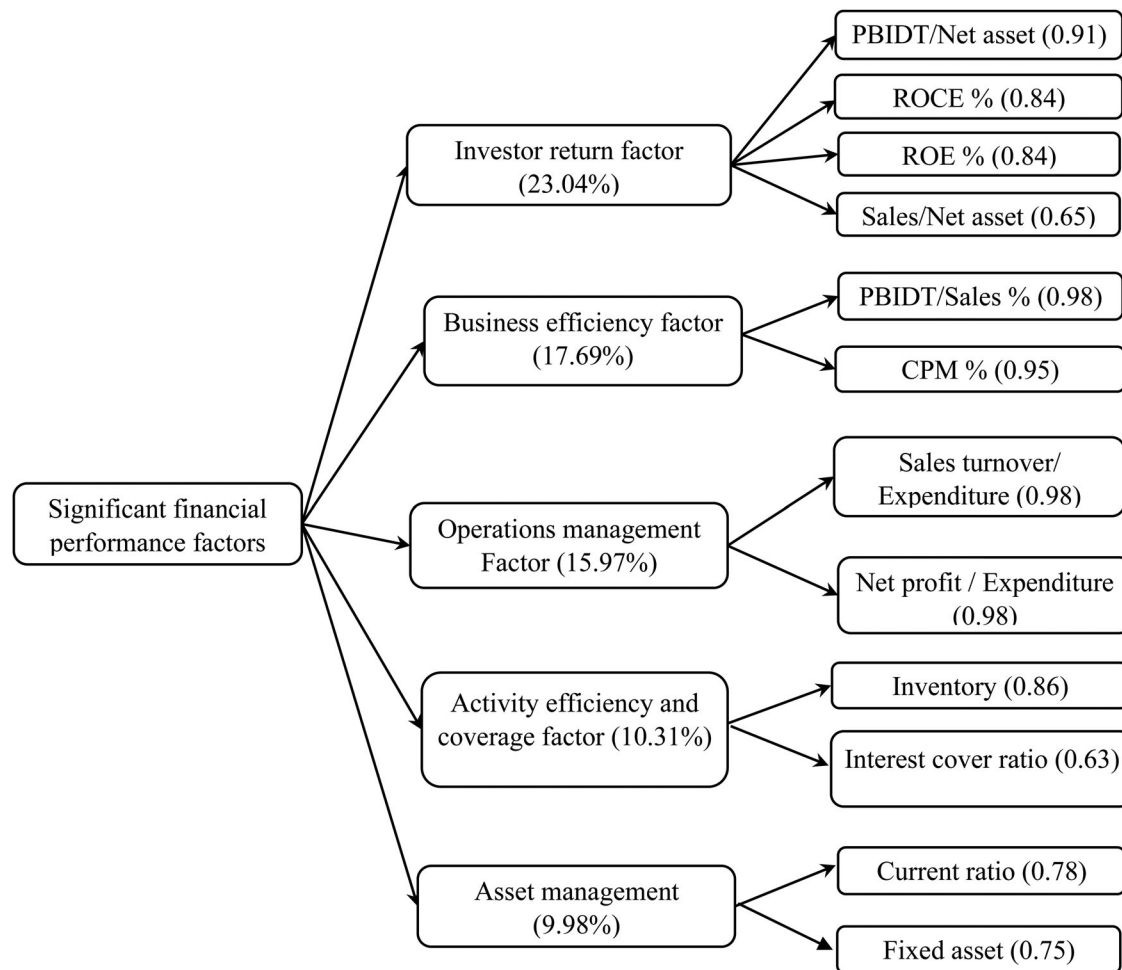 PBIDT/Net asset (0.91)
ROCE % (0.84)
Investor return factor
(23.04%)
ROE % (0.84)
Sales/Net asset (0.65)
PBIDT/Sales % (0.98)
Business efficiency factor
(17.69%)
CPM % (0.95)
Sales turnover/
Expenditure (0.98)
Significant financial
performance factors
Operations management
Factor (15.97%)
Net profit / Expenditure
(0.98)
Inventory (0.86)
Activity efficiency and
coverage factor (10.31%)
Interest cover ratio (0.63)
Current ratio (0.78)
Asset management
(9.98%)
Fixed asset (0.75)